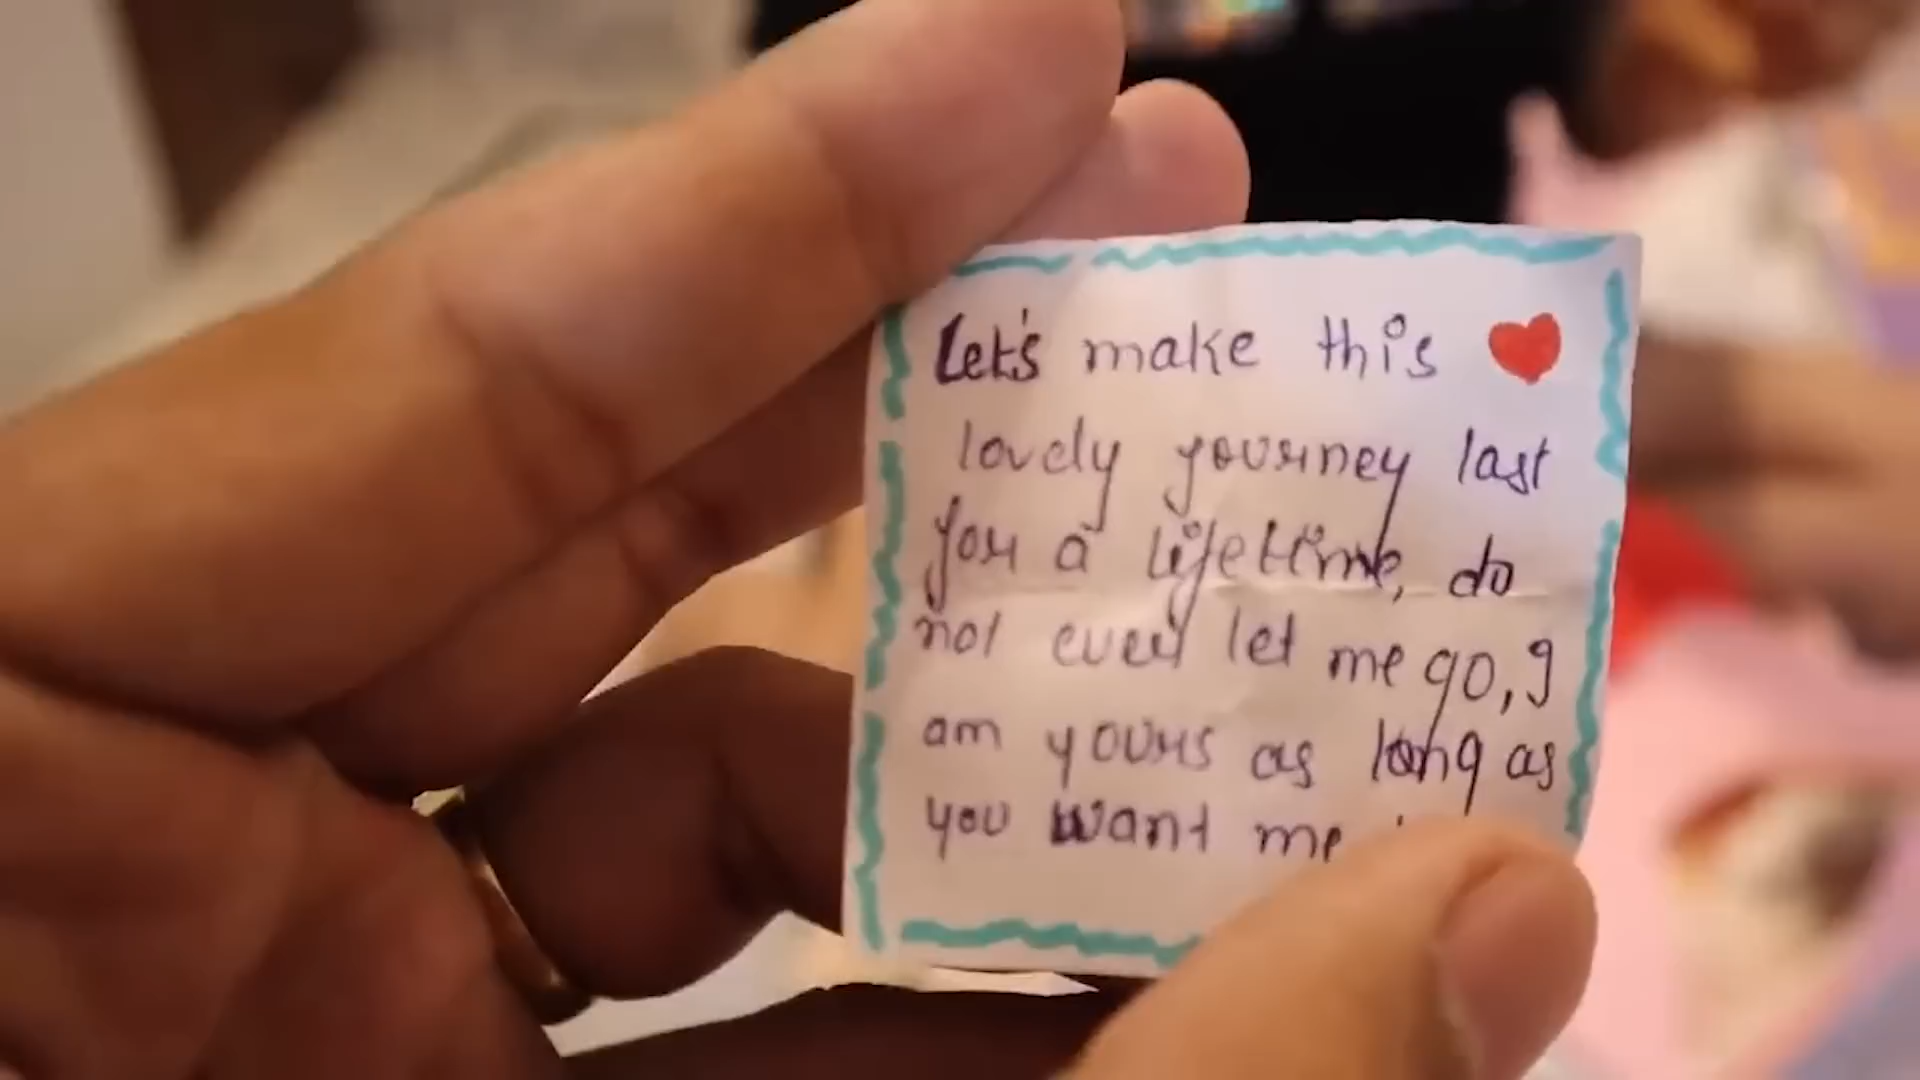 Let's make this
lovely yourney last
for a lifetime, do
not ever let me go, I
am yours as long as
you want me